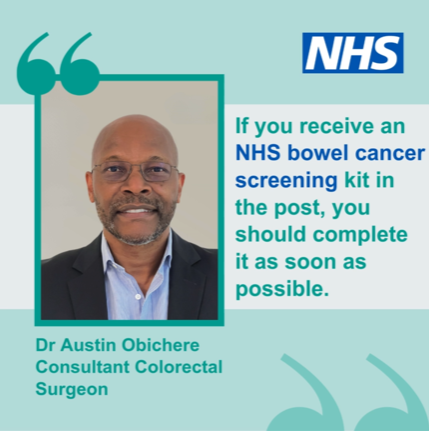 NHS
If you receive an
NHS bowel cancer
screening kit in
the post, you
should complete
it as soon as
possible.
Dr Austin Obichere
Consultant Colorectal
Surgeon